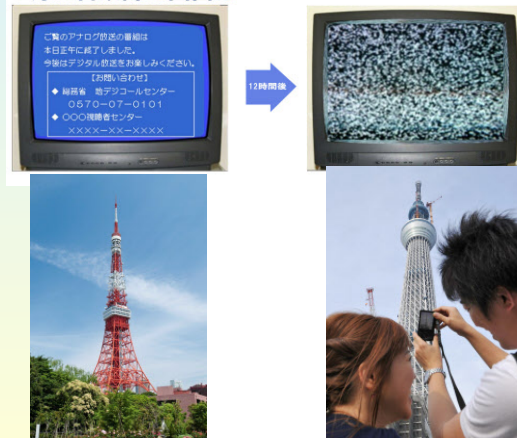 ご覧のアナログ放送の番組は
本日正午に終了しました。
今後はデジタル放送をお楽しみください。
【お問い合わせ】
◆ 総務省 地デジコールセンター
0570-07-0101
◆ 〇〇〇視聴者センター
××××-××-××××
12時間後